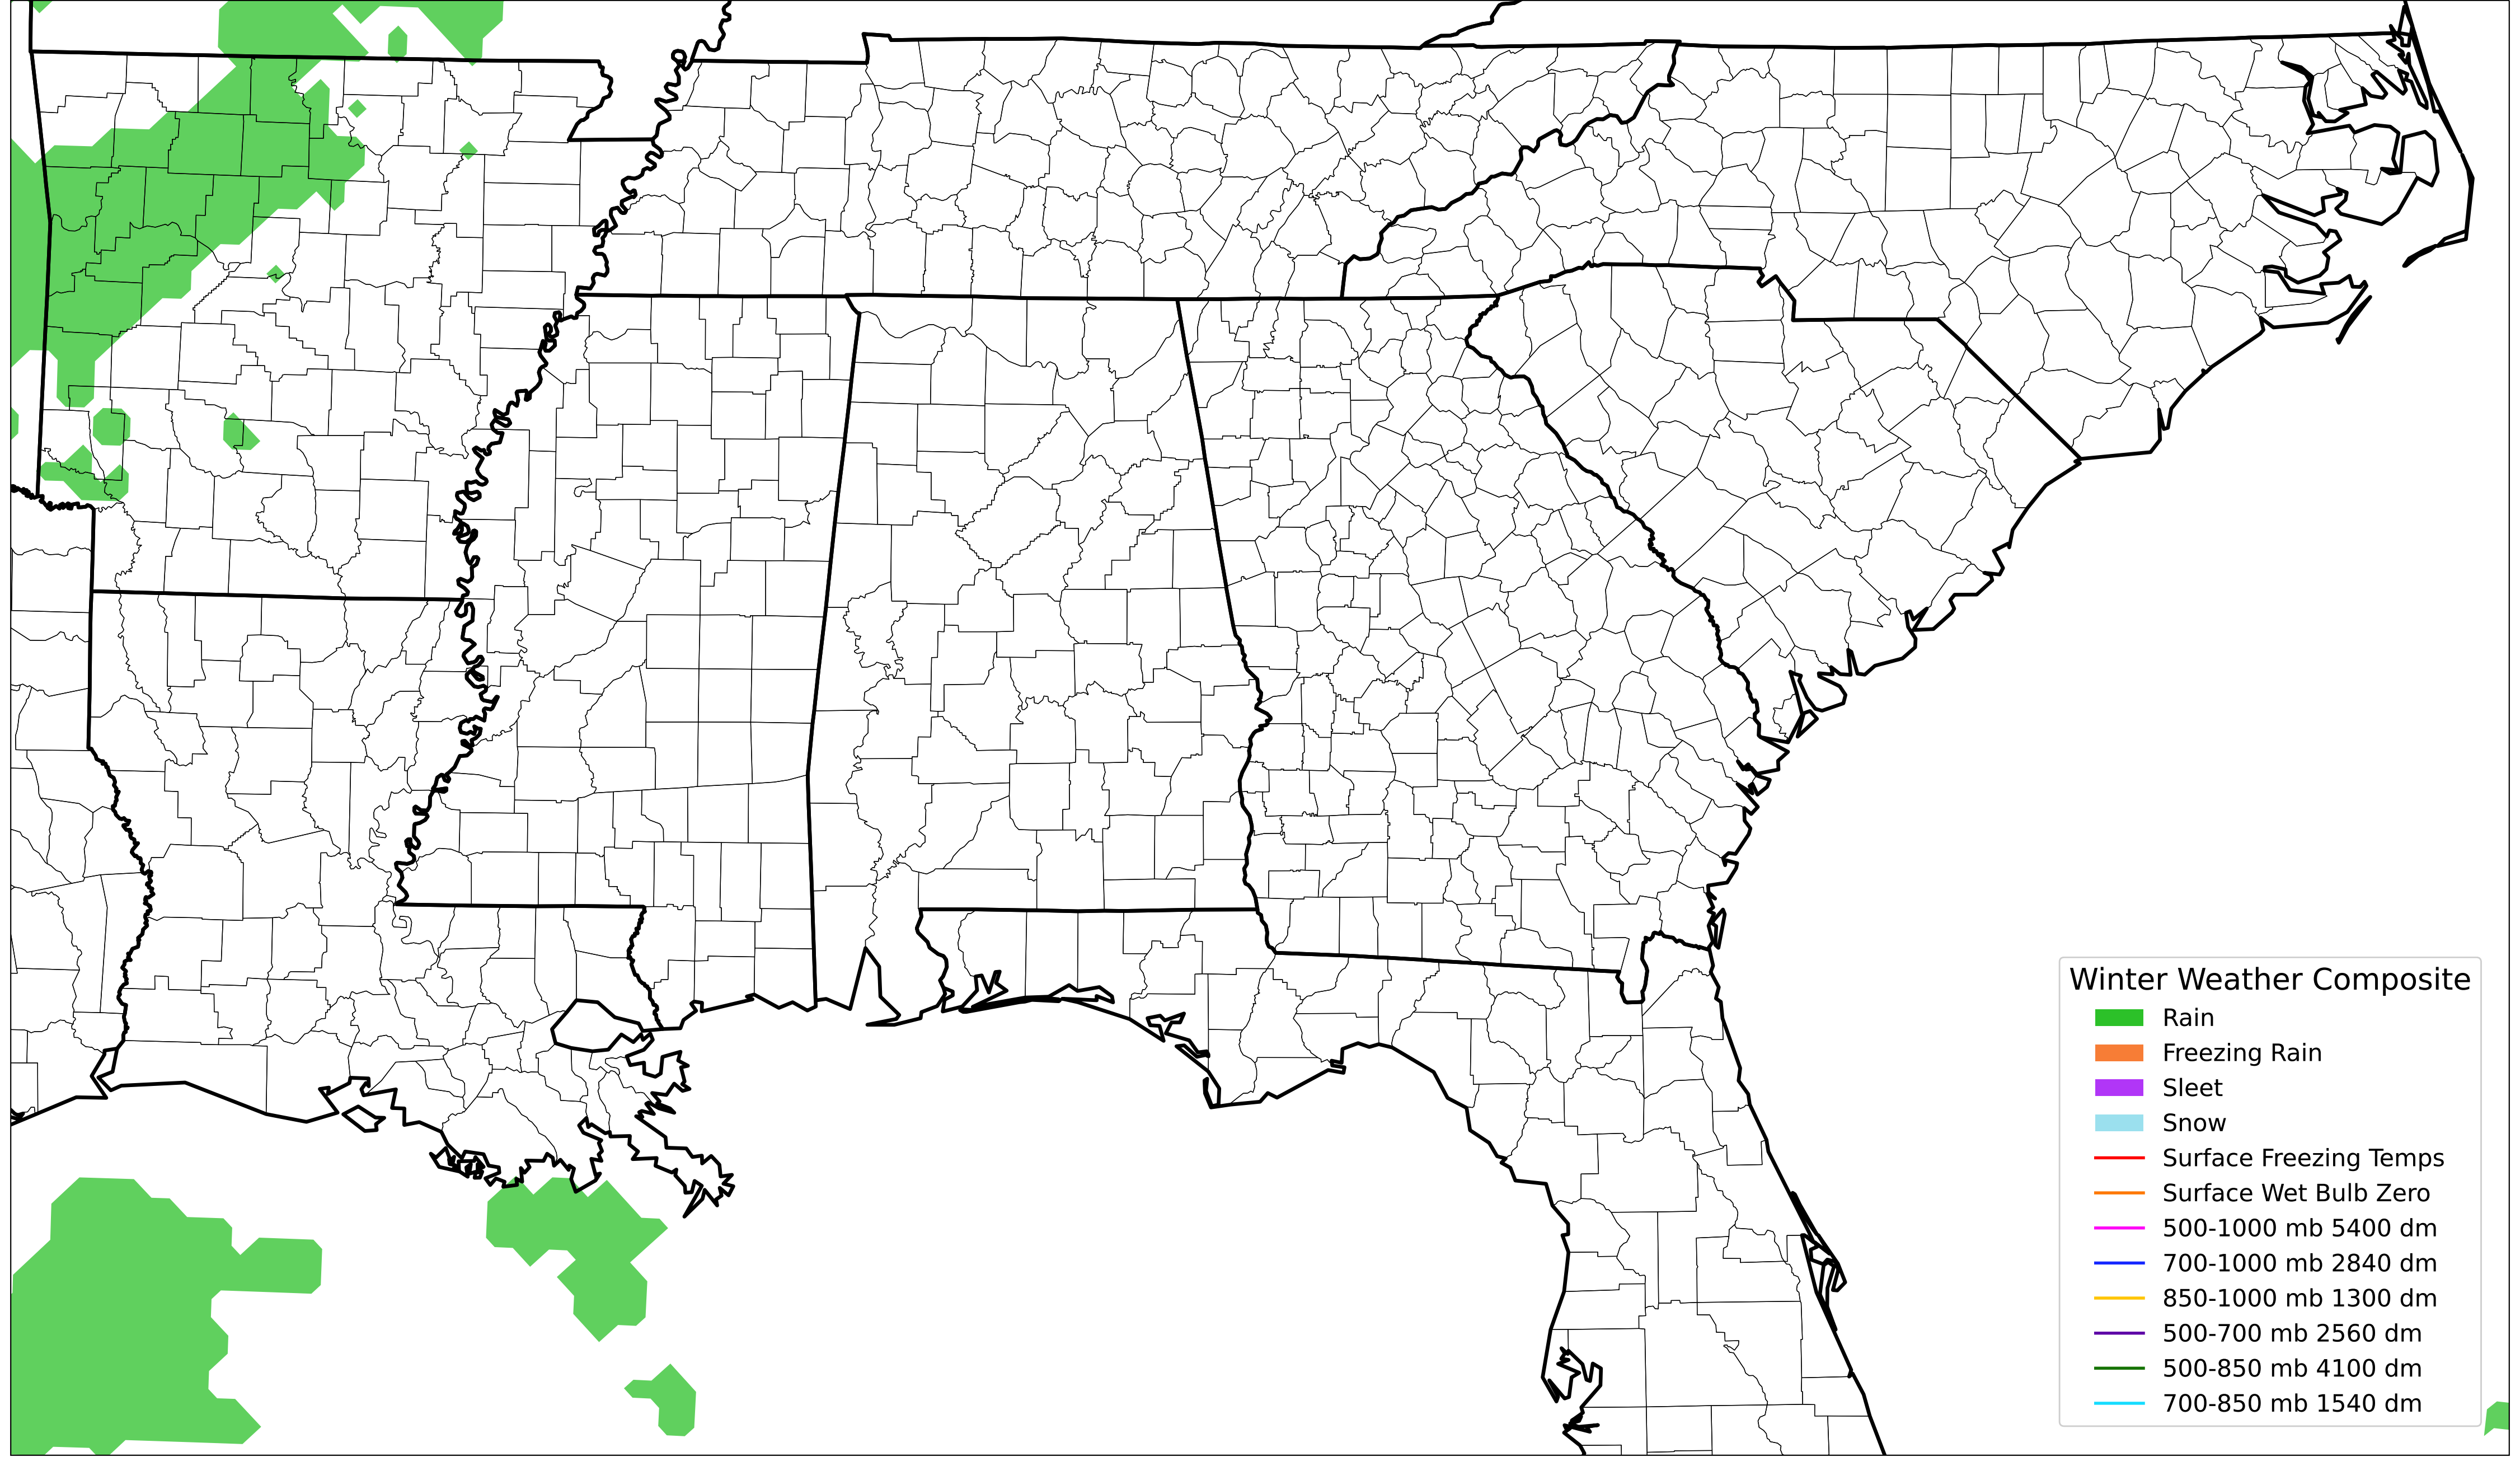 Winter Weather Composite
Rain
Freezing Rain
Sleet
Snow
Surface Freezing Temps
Surface Wet Bulb Zero
500-1000 mb 5400 dm
700-1000 mb 2840 dm
850-1000 mb 1300 dm
500-700 mb 2560 dm
500-850 mb 4100 dm
700-850 mb 1540 dm